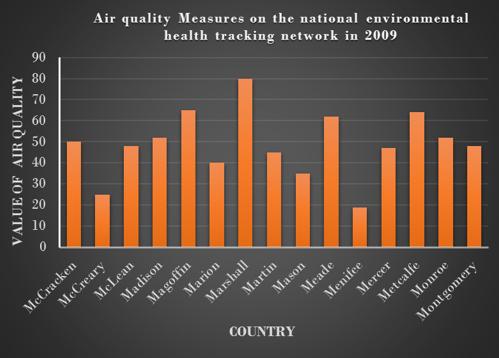 Air quality Measures on the national environmental
health tracking network in 2009
VALUE OF AIR QUALITY
90
80
70
60
50
40
30
20
10
0
McCracken
McCreary
McLean
Madison
Magoffin
Marion
Marshall
Martin
Mason
Meade
Menifee
Mercer
Metcalfe
Monroe
Montgomery
COUNTRY